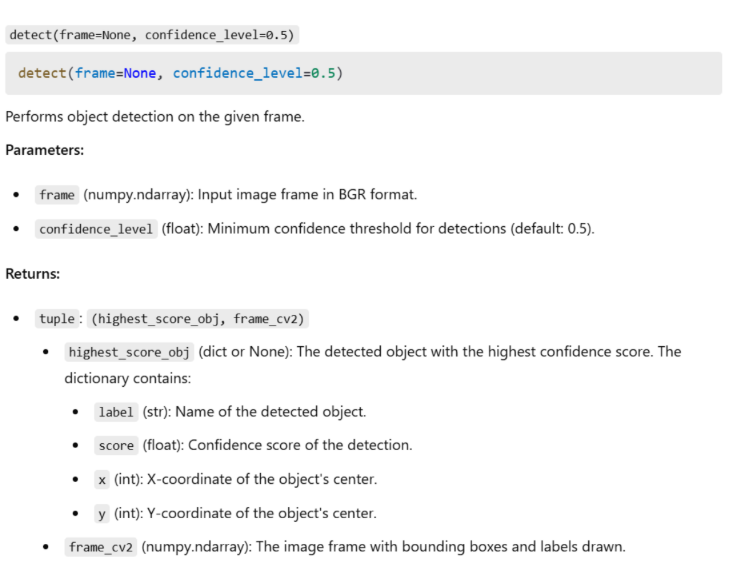 detect(frame=None, confidence_level=0.5)
detect(frame=None, confidence_level=0.5)
Performs object detection on the given frame.
Parameters:
• frame (numpy.ndarray): Input image frame in BGR format.
• confidence_level (float): Minimum confidence threshold for detections (default: 0.5).
Returns:
• tuple: (highest_score_obj, frame_cv2)
• highest_score_obj (dict or None): The detected object with the highest confidence score. The
dictionary contains:
• label (str): Name of the detected object.
• score (float): Confidence score of the detection.
• x (int): X-coordinate of the object's center.
• y (int): Y-coordinate of the object's center.
• frame_cv2 (numpy.ndarray): The image frame with bounding boxes and labels drawn.